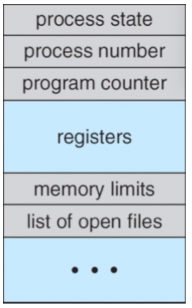 process state
process number
program counter
registers
memory limits
list of open files
• • •